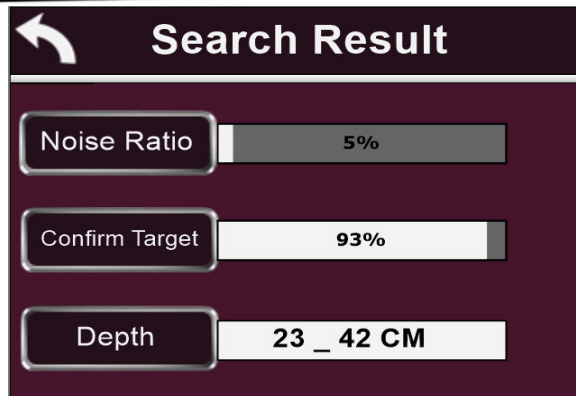 Search Result
Noise Ratio 5%
Confirm Target 93%
Depth 23 _ 42 CM